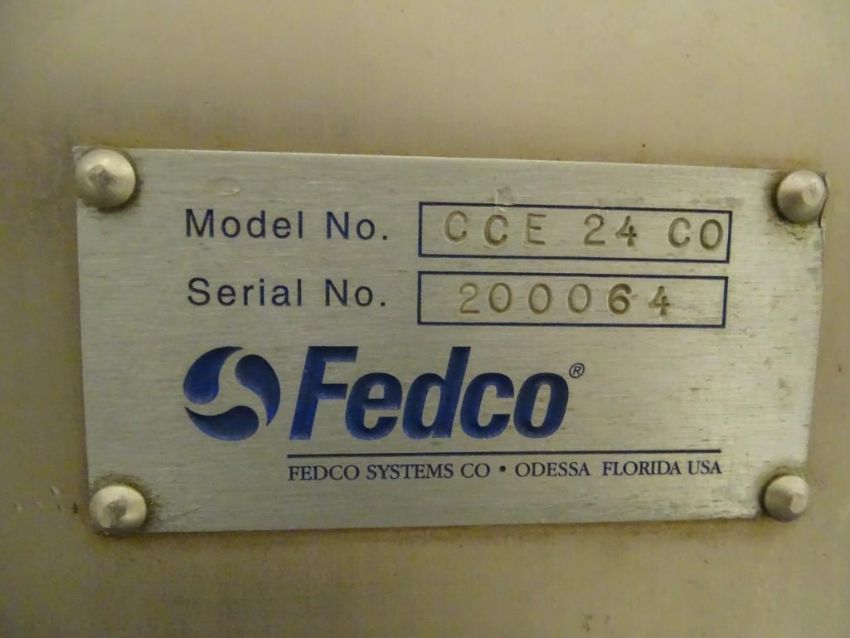 Model No. CCE 24 CO
Serial No. 200064
Fedco®
FEDCO SYSTEMS CO • ODESSA FLORIDA USA